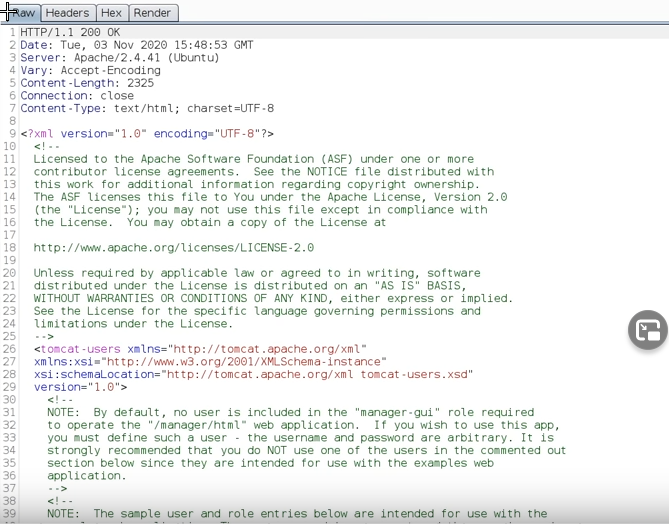 Raw Headers Hex Render
1 HTTP/1.1 200 OK
2 Date: Tue, 03 Nov 2020 15:48:53 GMT
3 Server: Apache/2.4.41 (Ubuntu)
4 Vary: Accept-Encoding
5 Content-Length: 2325
6 Connection: close
7 Content-Type: text/html; charset=UTF-8
8
9 <?xml version="1.0" encoding="UTF-8"?>
10 <!--
11 Licensed to the Apache Software Foundation (ASF) under one or more
12 contributor license agreements.  See the NOTICE file distributed with
13 this work for additional information regarding copyright ownership.
14 The ASF licenses this file to You under the Apache License, Version 2.0
15 (the "License"); you may not use this file except in compliance with
16 the License.  You may obtain a copy of the License at
17
18 http://www.apache.org/licenses/LICENSE-2.0
19
20 Unless required by applicable law or agreed to in writing, software
21 distributed under the License is distributed on an "AS IS" BASIS,
22 WITHOUT WARRANTIES OR CONDITIONS OF ANY KIND, either express or implied.
23 See the License for the specific language governing permissions and
24 limitations under the License.
25 -->
26 <tomcat-users xmlns="http://tomcat.apache.org/xml"
27 xmlns:xsi="http://www.w3.org/2001/XMLSchema-instance"
28 xsi:schemaLocation="http://tomcat.apache.org/xml tomcat-users.xsd"
29 version="1.0">
30 <!--
31 NOTE:  By default, no user is included in the "manager-gui" role required
32 to operate the "/manager/html" web application.  If you wish to use this app,
33 you must define such a user - the username and password are arbitrary. It is
34 strongly recommended that you do NOT use one of the users in the commented out
35 section below since they are intended for use with the examples web
36 application.
37 -->
38 <!--
39 NOTE:  The sample user and role entries below are intended for use with the